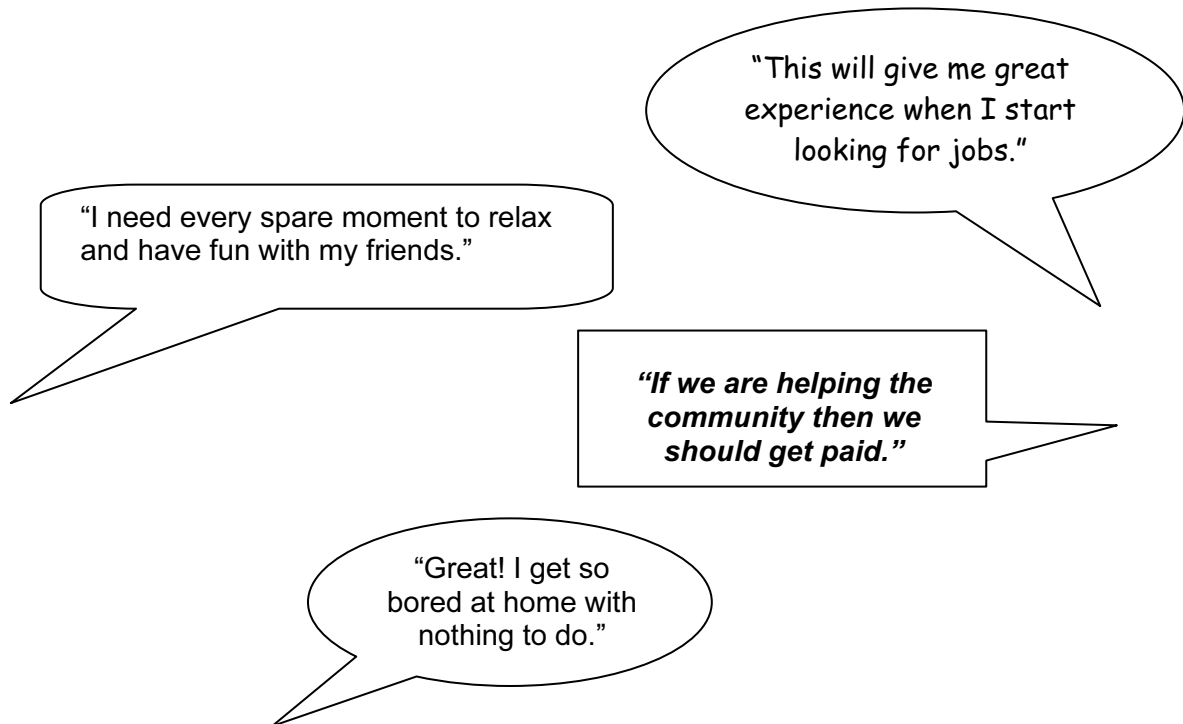 "This will give me great
experience when I start
looking for jobs."
“I need every spare moment to relax
and have fun with my friends.”
“If we are helping the
community then we
should get paid.”
“Great! I get so
bored at home with
nothing to do.”